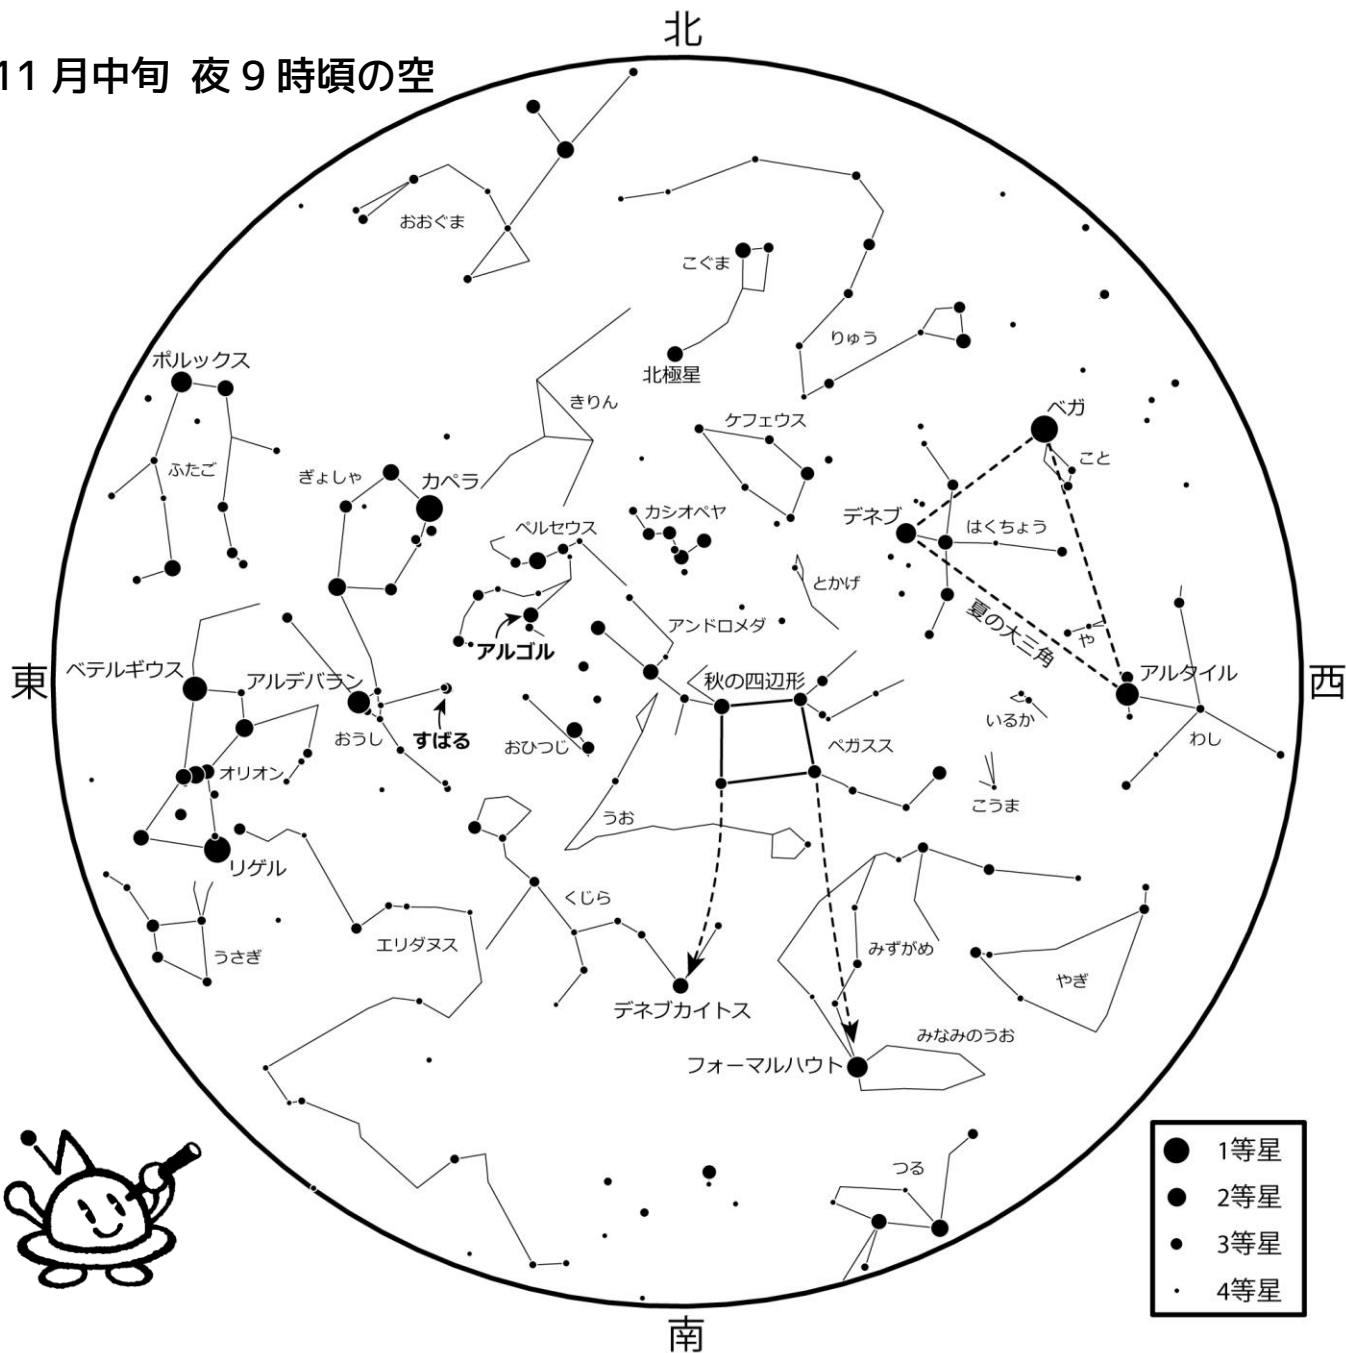 北
11月中旬 夜9時頃の空
おおぐま
こぐま
りゅう
ポルックス
北極星
きりん
ケフェウス
ベガ
こと
ふたご
ぎょしゃ
カペラ
カシオペヤ
ペルセウス
デネブ
はくちょう
とかげ
夏の大三角
や
アンドロメダ
アルゴル
東
ベテルギウス
アルデバラン
秋の四辺形
アルタイル
西
おうし
すばる
おひつじ
ペガスス
いるか
わし
オリオン
こうま
うお
リゲル
くじら
エリダヌス
うさぎ
みずがめ
やぎ
デネブカイトス
みなみのうお
フォーマルハウト
つる
1等星
2等星
3等星
4等星
南